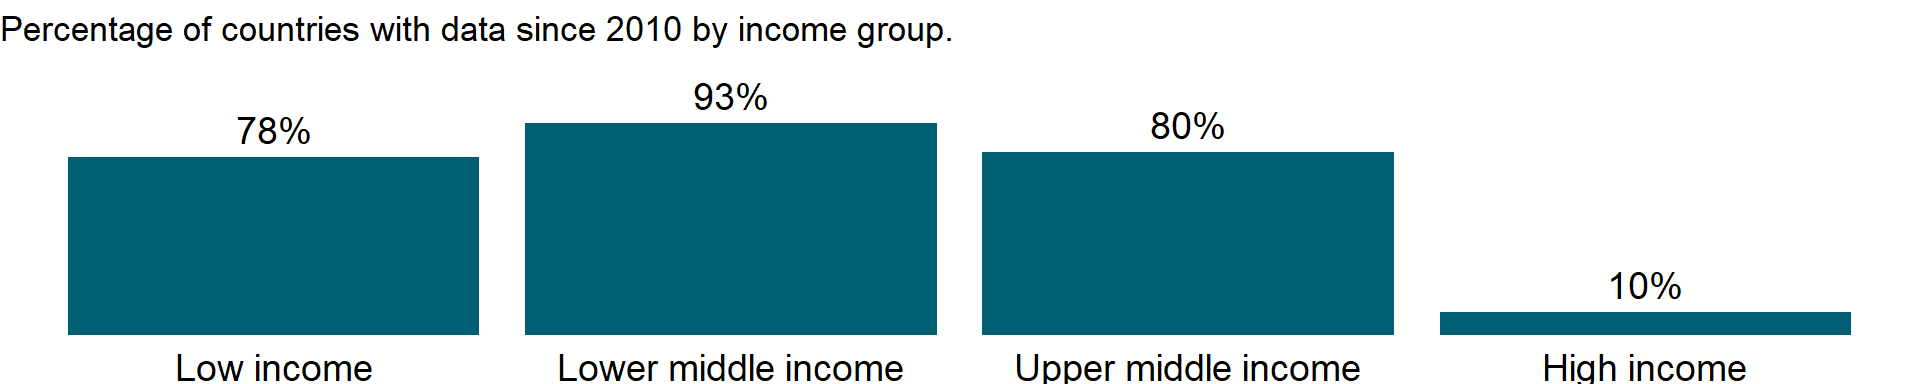 Percentage of countries with data since 2010 by income group.
93%
78%
80%
10%
Low income
Lower middle income
Upper middle income
High income